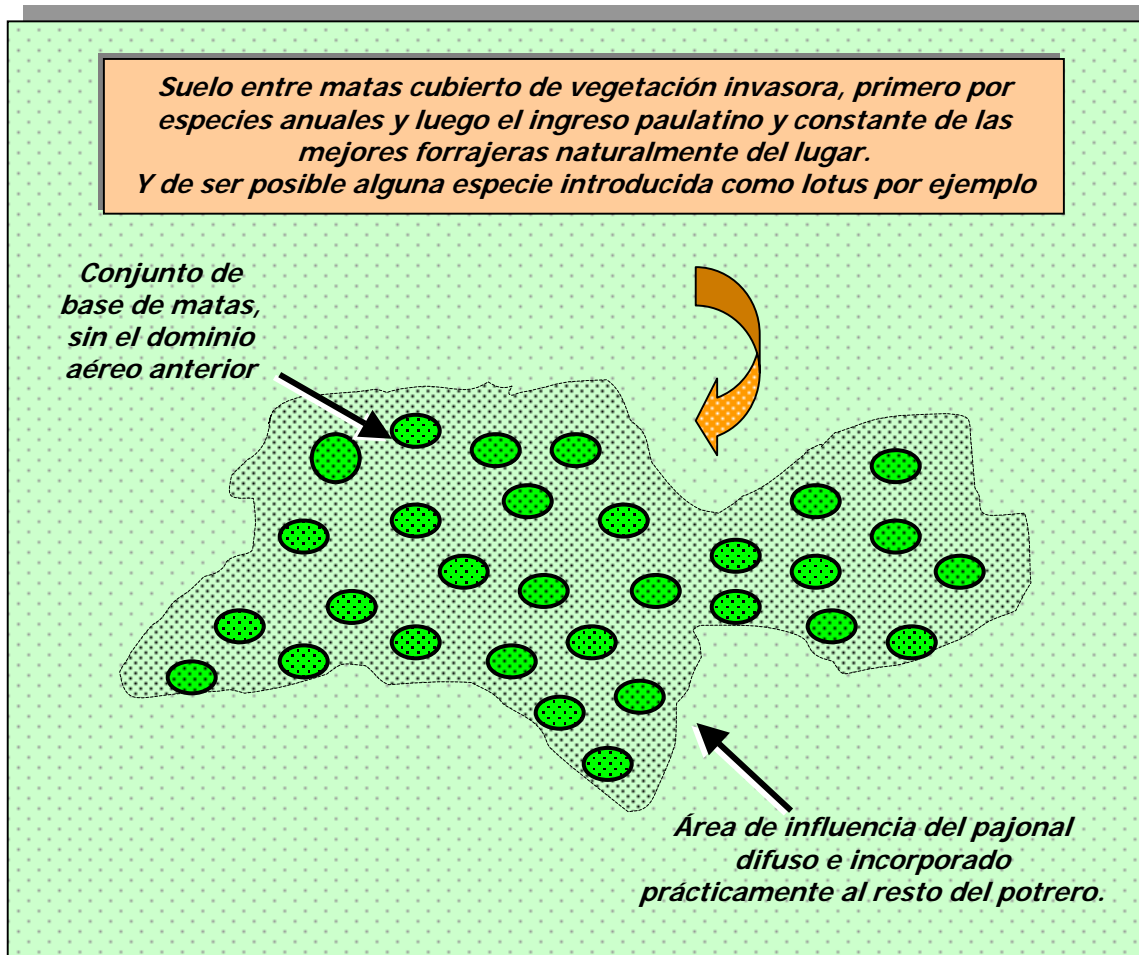 Suelo entre matas cubierto de vegetación invasora, primero por
especies anuales y luego el ingreso paulatino y constante de las
mejores forrajeras naturalmente del lugar.
Y de ser posible alguna especie introducida como lotus por ejemplo
Conjunto de
base de matas,
sin el dominio
aéreo anterior
Área de influencia del pajonal
difuso e incorporado
prácticamente al resto del potrero.